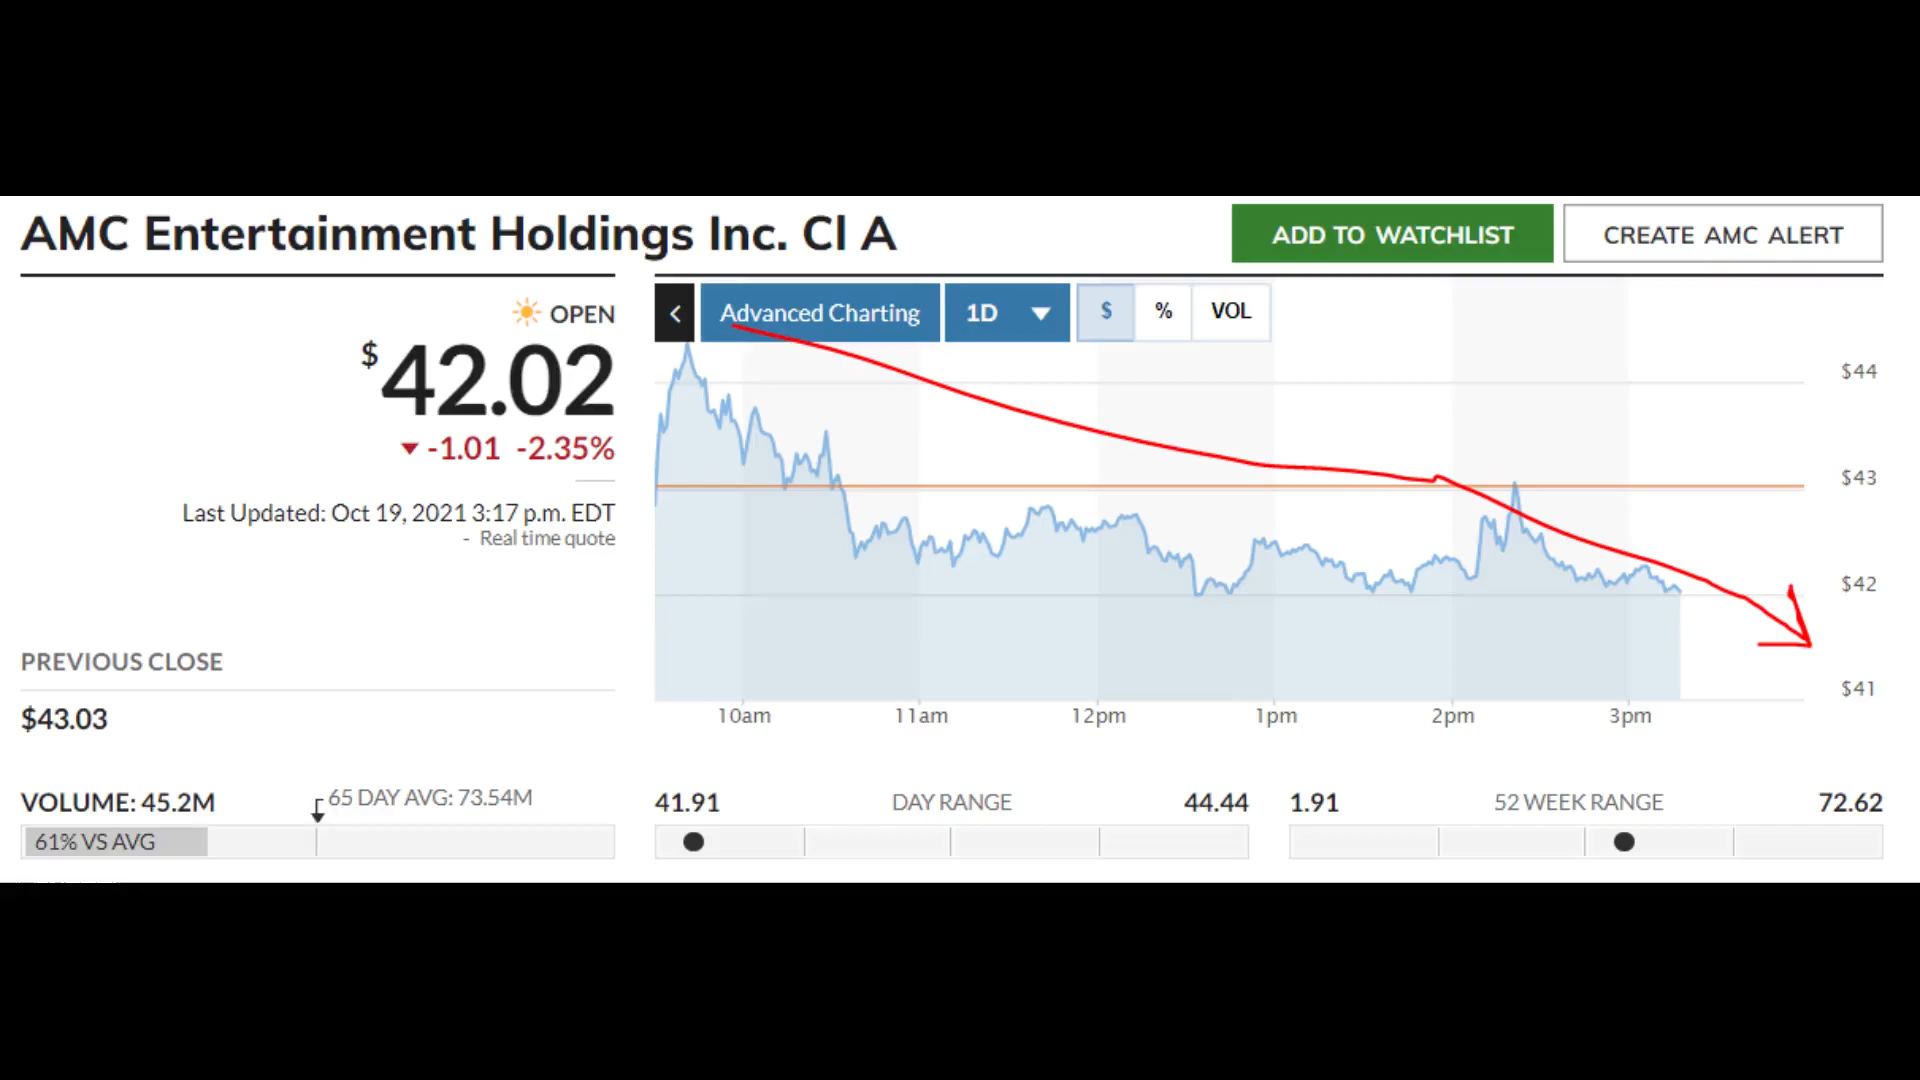 AMC Entertainment Holdings Inc. Cl A
ADD TO WATCHLIST
CREATE AMC ALERT
OPEN
$42.02
-1.01 -2.35%
Last Updated: Oct 19, 2021 3:17 p.m. EDT
- Real time quote
PREVIOUS CLOSE
$43.03
< Advanced Charting 1D $ % VOL
$44
$43
$42
$41
10am 11am 12pm 1pm 2pm 3pm
VOLUME: 45.2M 65 DAY AVG: 73.54M
61% VS AVG
41.91 DAY RANGE 44.44
1.91 52 WEEK RANGE 72.62